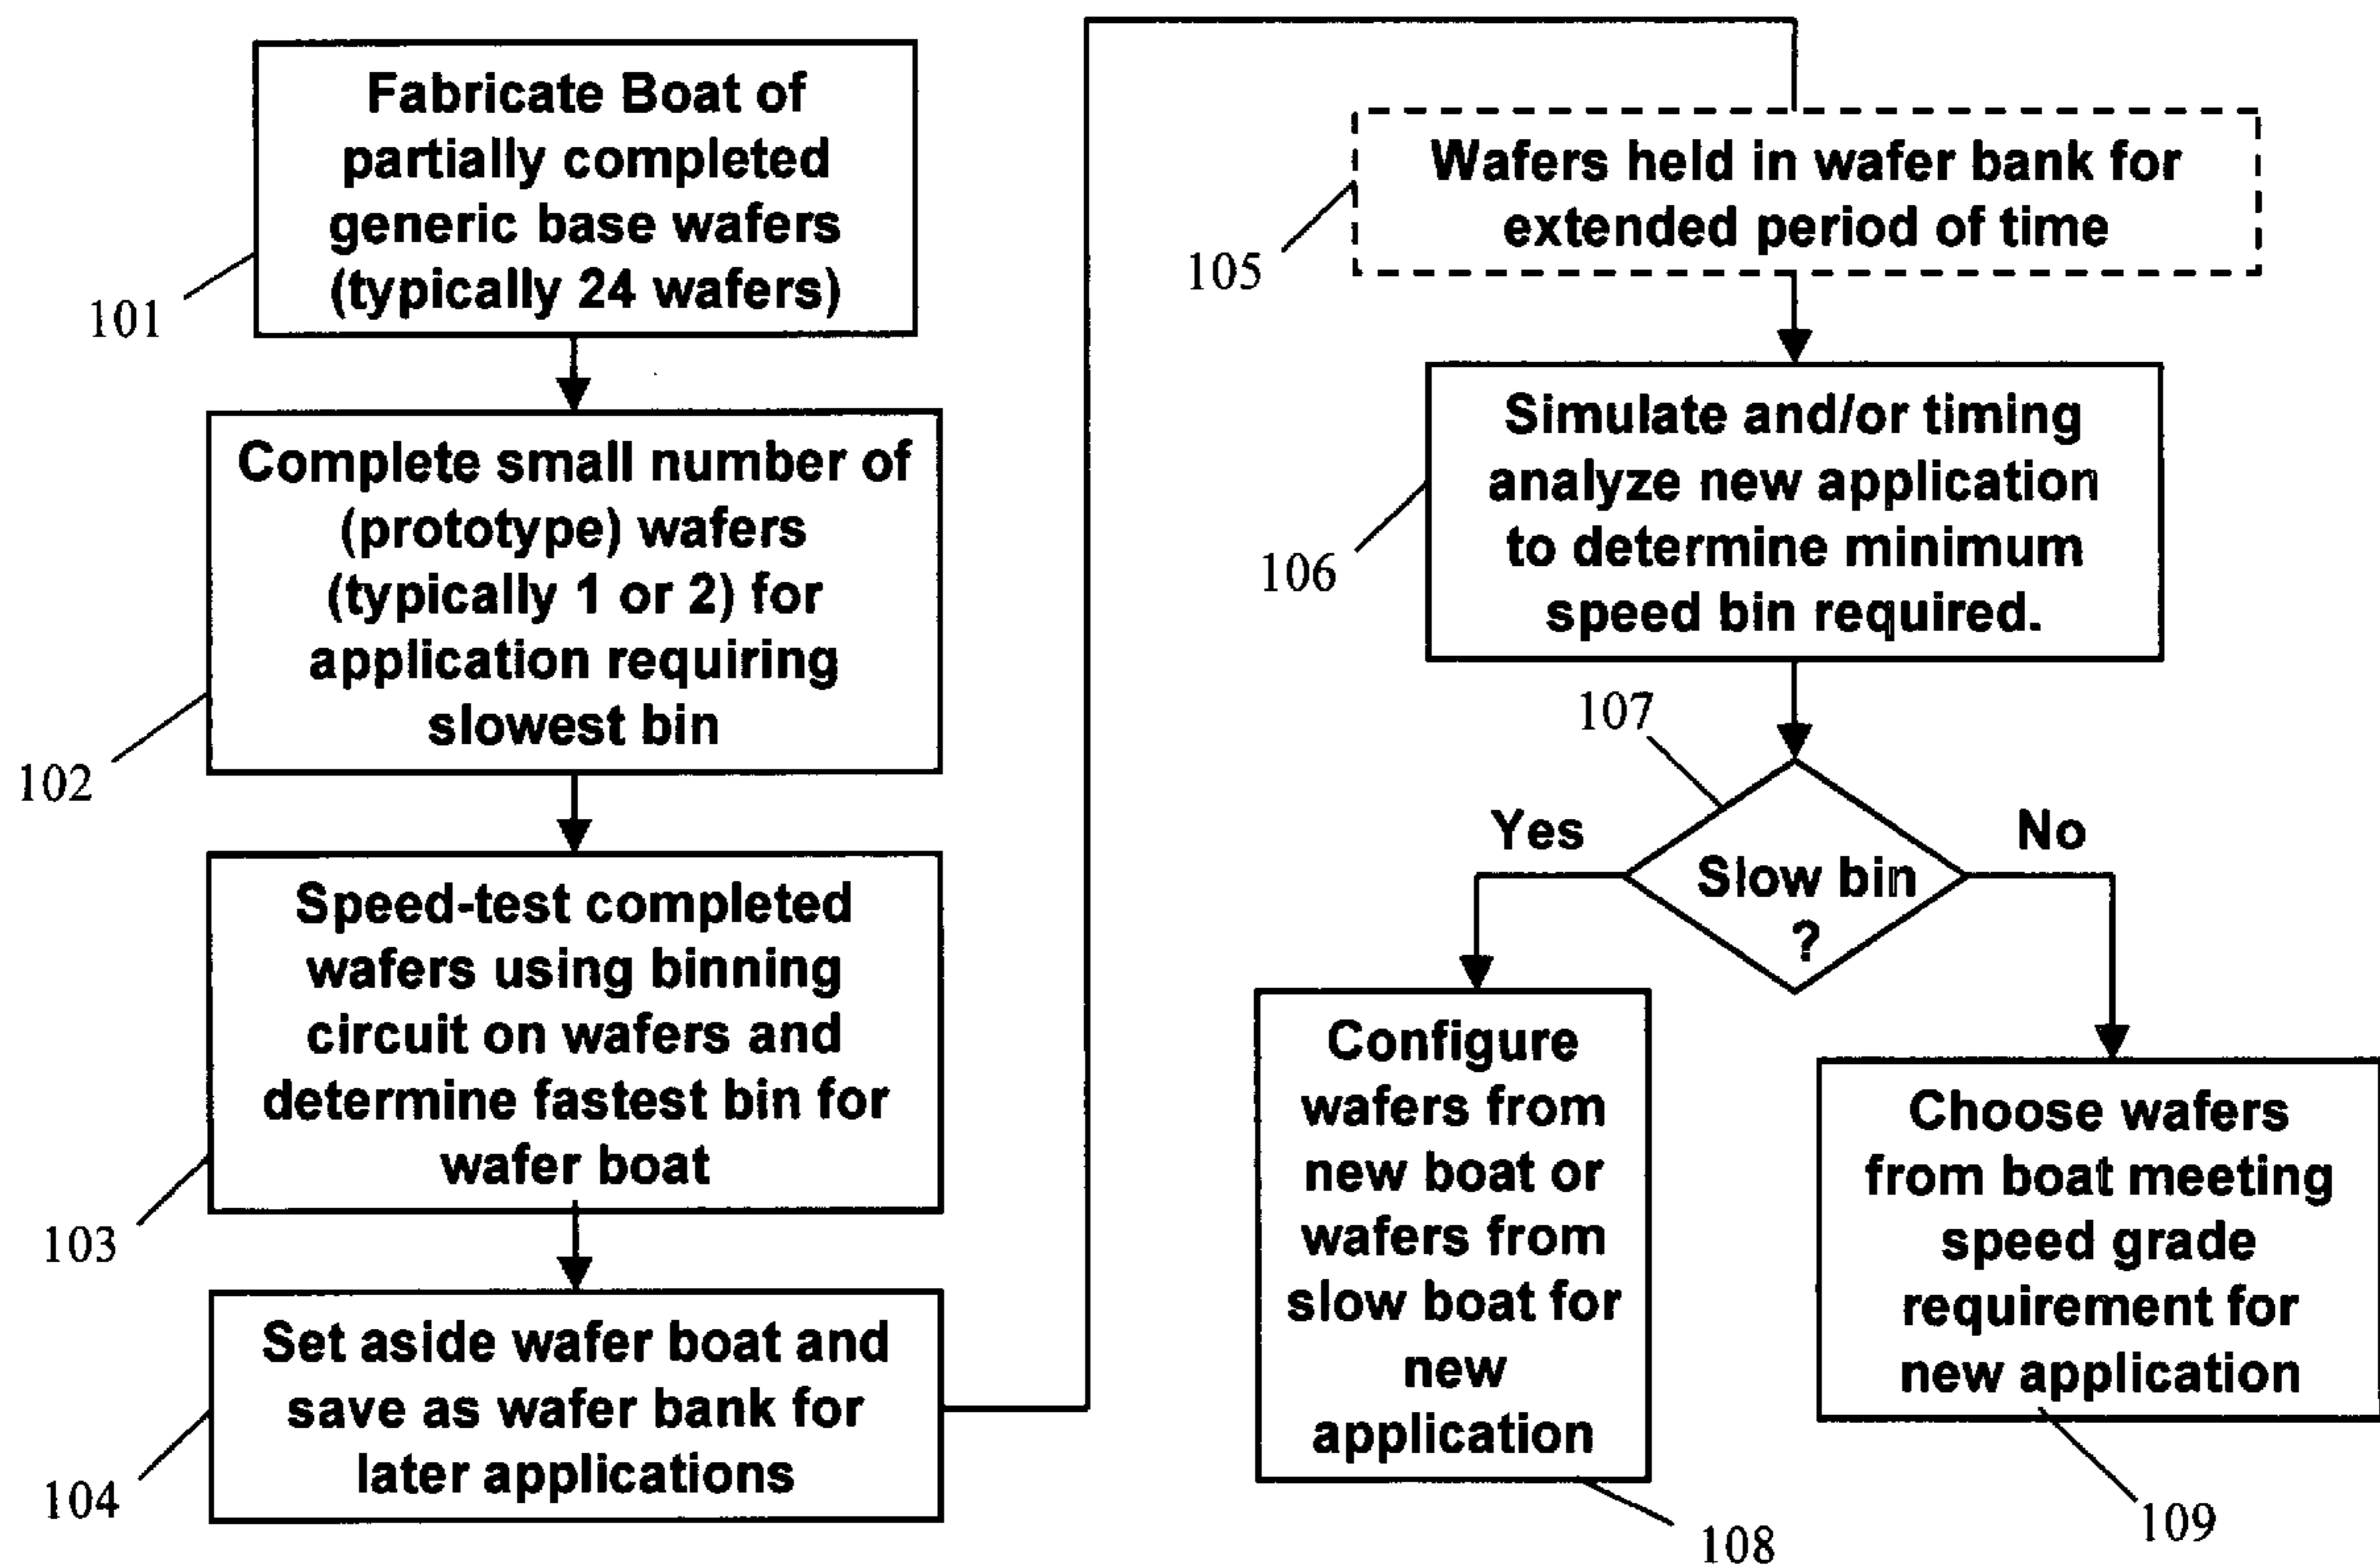 Fabricate Boat of
partially completed
generic base wafers
(typically 24 wafers)
101
Complete small number of
(prototype) wafers
(typically 1 or 2) for
application requiring
slowest bin
102
Speed-test completed
wafers using binning
circuit on wafers and
determine fastest bin for
wafer boat
103
Set aside wafer boat and
save as wafer bank for
later applications
104
Wafers held in wafer bank for
extended period of time
105
Simulate and/or timing
analyze new application
to determine minimum
speed bin required.
106
107
Yes
No
Slow bin
?
Configure
wafers from
new boat or
wafers from
slow boat for
new
application
108
Choose wafers
from boat meeting
speed grade
requirement for
new application
109